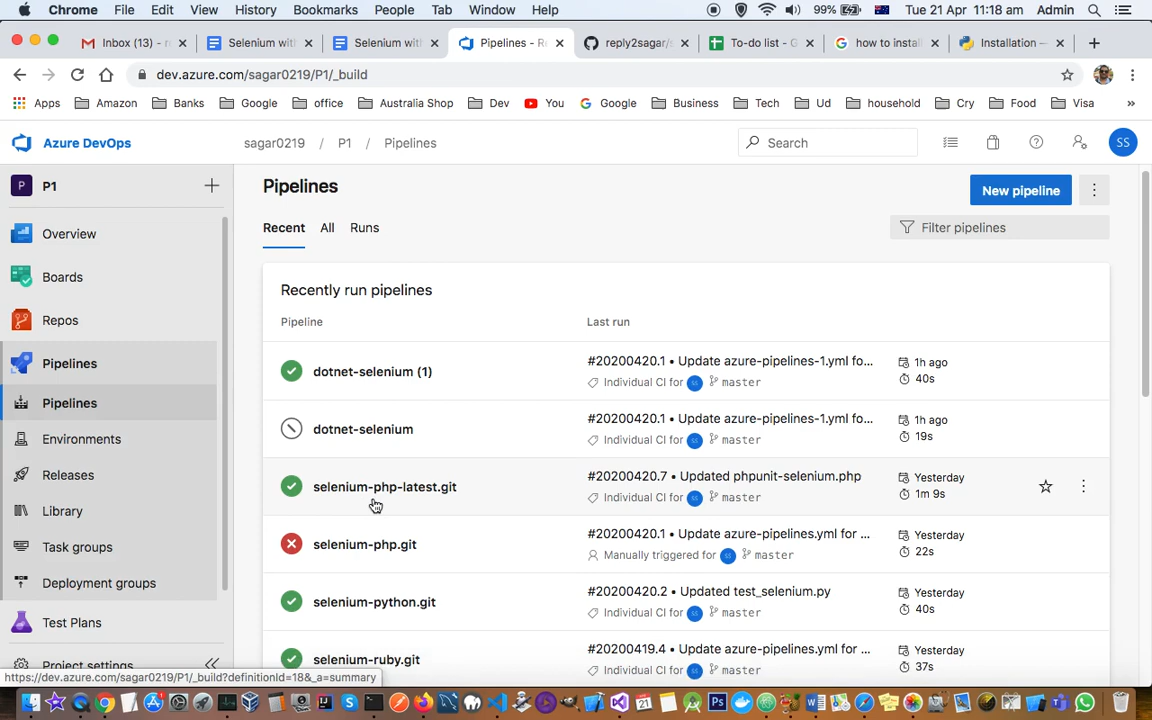 Chrome File Edit View History Bookmarks People Tab Window Help 99% Tue 21 Apr 11:18 am Admin
Inbox (13) - r Selenium with Selenium with Pipelines - Re reply2sagar/s To-do list - G how to install Installation —
dev.azure.com/sagar0219/P1/_build
Apps Amazon Banks Google office Australia Shop Dev You Google Business Tech Ud household Cry Food Visa »
Azure DevOps sagar0219 / P1 / Pipelines Search SS
P P1
Overview
Boards
Repos
Pipelines
Pipelines
Environments
Releases
Library
Task groups
Deployment groups
Test Plans
Project settings
Pipelines New pipeline
Recent All Runs Filter pipelines
Recently run pipelines
Pipeline Last run
dotnet-selenium (1) #20200420.1 • Update azure-pipelines-1.yml fo... 1h ago
Individual CI for SS master 40s
dotnet-selenium #20200420.1 • Update azure-pipelines-1.yml fo... 1h ago
Individual CI for SS master 19s
selenium-php-latest.git #20200420.7 • Updated phpunit-selenium.php Yesterday
Individual CI for SS master 1m 9s
selenium-php.git #20200420.1 • Update azure-pipelines.yml for ... Yesterday
Manually triggered for SS master 22s
selenium-python.git #20200420.2 • Updated test_selenium.py Yesterday
Individual CI for SS master 40s
selenium-ruby.git #20200419.4 • Update azure-pipelines.yml for ... Yesterday
Individual CI for SS master 37s
https://dev.azure.com/sagar0219/P1/_build?definitionId=18&_a=summary